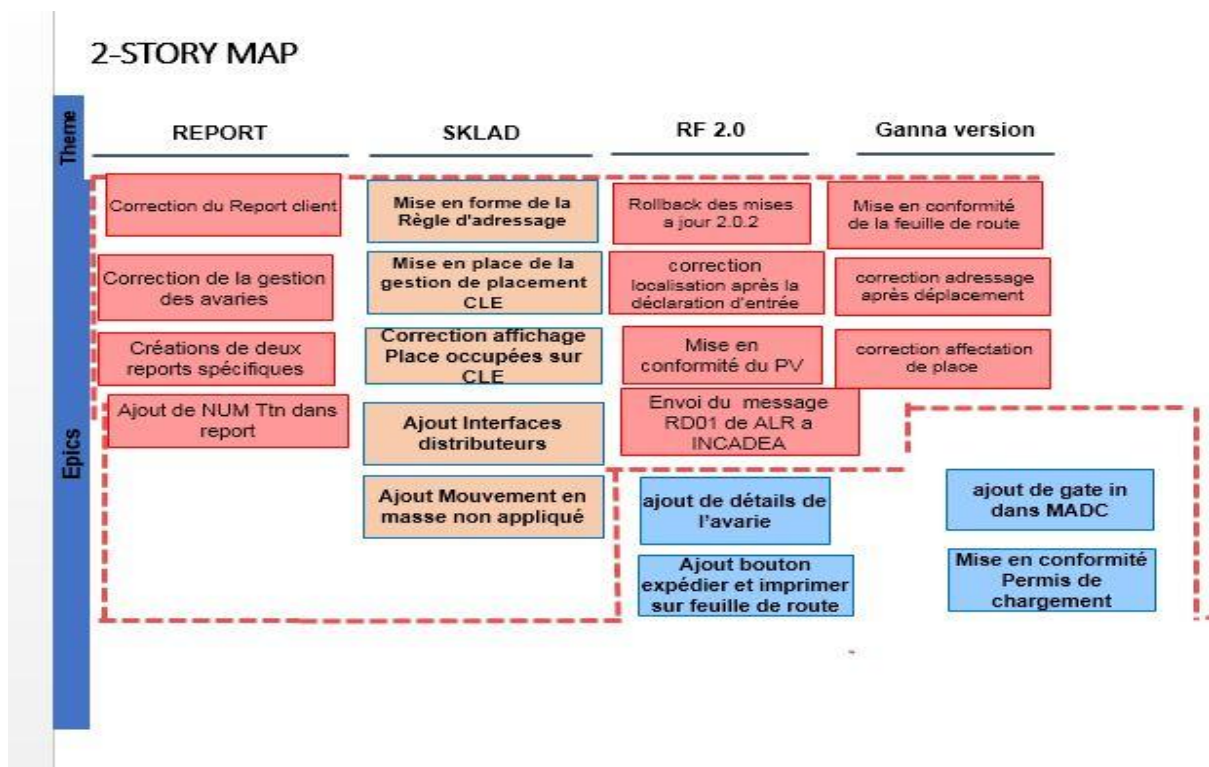 2-STORY MAP
Theme
REPORT
SKLAD
RF 2.0
Ganna version
Epics
Correction du Report client
Correction de la gestion
des avaries
Créations de deux
reports spécifiques
Ajout de NUM Ttn dans
report
Mise en forme de la
Règle d'adressage
Mise en place de la
gestion de placement
CLE
Correction affichage
Place occupées sur
CLE
Ajout Interfaces
distributeurs
Ajout Mouvement en
masse non appliqué
Rollback des mises
a jour 2.0.2
correction
localisation après la
déclaration d'entrée
Mise en
conformité du PV
Envoi du message
RD01 de ALR a
INCADEA
ajout de détails de
l'avarie
Ajout bouton
expédier et imprimer
sur feuille de route
Mise en conformité
de la feuille de route
correction adressage
après déplacement
correction affectation
de place
ajout de gate in
dans MADC
Mise en conformité
Permis de
chargement